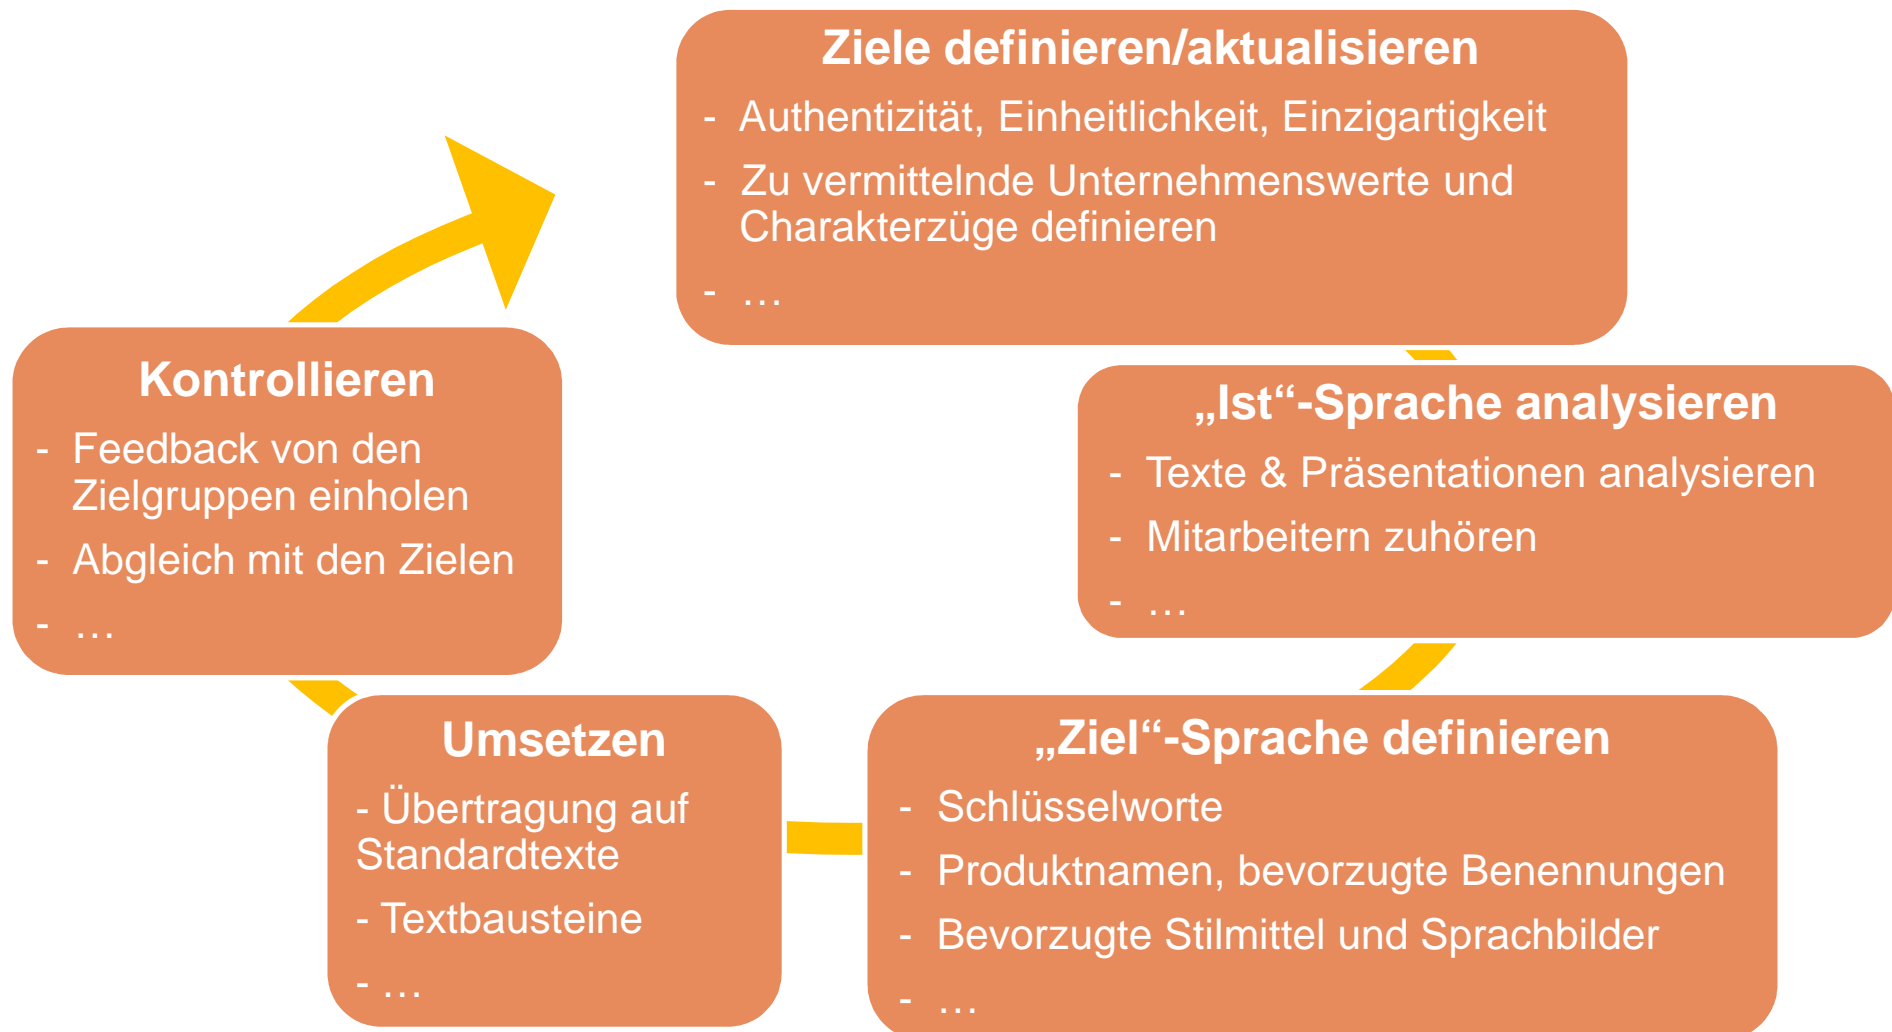 Ziele definieren/aktualisieren
- Authentizität, Einheitlichkeit, Einzigartigkeit
- Zu vermittelnde Unternehmenswerte und
Charakterzüge definieren
- …
„Ist“-Sprache analysieren
- Texte & Präsentationen analysieren
- Mitarbeitern zuhören
- …
„Ziel“-Sprache definieren
- Schlüsselworte
- Produktnamen, bevorzugte Benennungen
- Bevorzugte Stilmittel und Sprachbilder
- …
Umsetzen
- Übertragung auf
Standardtexte
- Textbausteine
- …
Kontrollieren
- Feedback von den
Zielgruppen einholen
- Abgleich mit den Zielen
- …